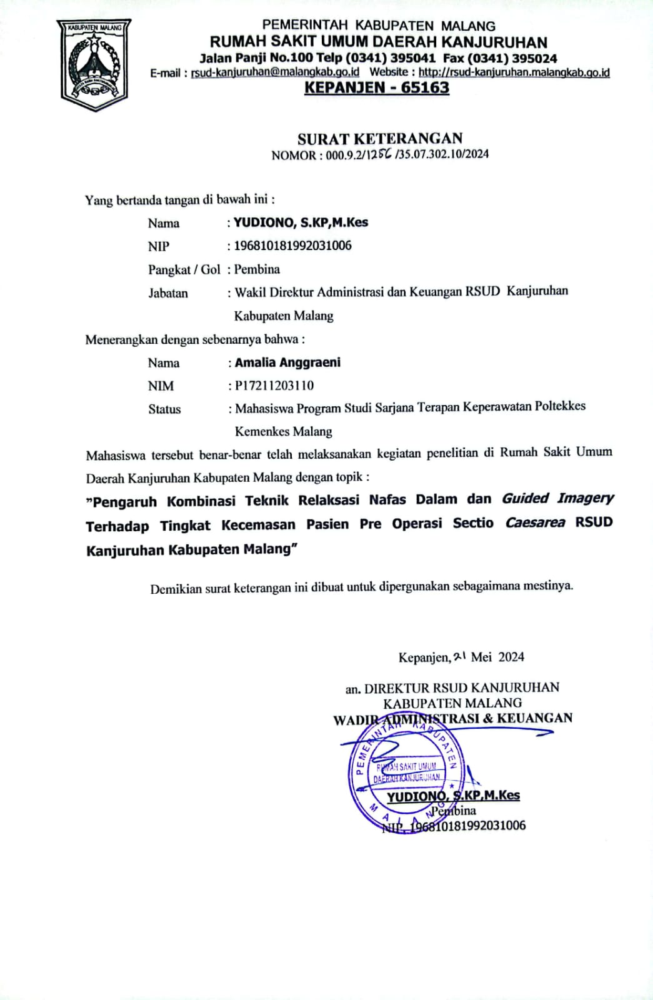 KABUPATEN MALANG
PEMERINTAH KABUPATEN MALANG
RUMAH SAKIT UMUM DAERAH KANJURUHAN
Jalan Panji No.100 Telp (0341) 395041 Fax (0341) 395024
E-mail : rsud-kanjuruhan@malangkab.go.id Website : http://rsud-kanjuruhan.malangkab.go.id
KEPANJEN - 65163
SURAT KETERANGAN
NOMOR : 000.9.2/1256/35.07.302.10/2024
Yang bertanda tangan di bawah ini :
Nama : YUDIONO, S.KP,M.Kes
NIP : 196810181992031006
Pangkat / Gol : Pembina
Jabatan : Wakil Direktur Administrasi dan Keuangan RSUD Kanjuruhan
Kabupaten Malang
Menerangkan dengan sebenarnya bahwa :
Nama : Amalia Anggraeni
NIM : P17211203110
Status : Mahasiswa Program Studi Sarjana Terapan Keperawatan Poltekkes
Kemenkes Malang
Mahasiswa tersebut benar-benar telah melaksanakan kegiatan penelitian di Rumah Sakit Umum
Daerah Kanjuruhan Kabupaten Malang dengan topik :
”Pengaruh Kombinasi Teknik Relaksasi Nafas Dalam dan Guided Imagery
Terhadap Tingkat Kecemasan Pasien Pre Operasi Sectio Caesarea RSUD
Kanjuruhan Kabupaten Malang”
Demikian surat keterangan ini dibuat untuk dipergunakan sebagaimana mestinya.
Kepanjen, 21 Mei 2024
an. DIREKTUR RSUD KANJURUHAN
KABUPATEN MALANG
WADIR ADMINISTRASI & KEUANGAN
PEMERINTAH KABUPATEN
RUMAH SAKIT UMUM
DAERAH KANJURUHAN
MALANG
YUDIONO, S.KP,M.Kes
Pembina
NIP. 196810181992031006